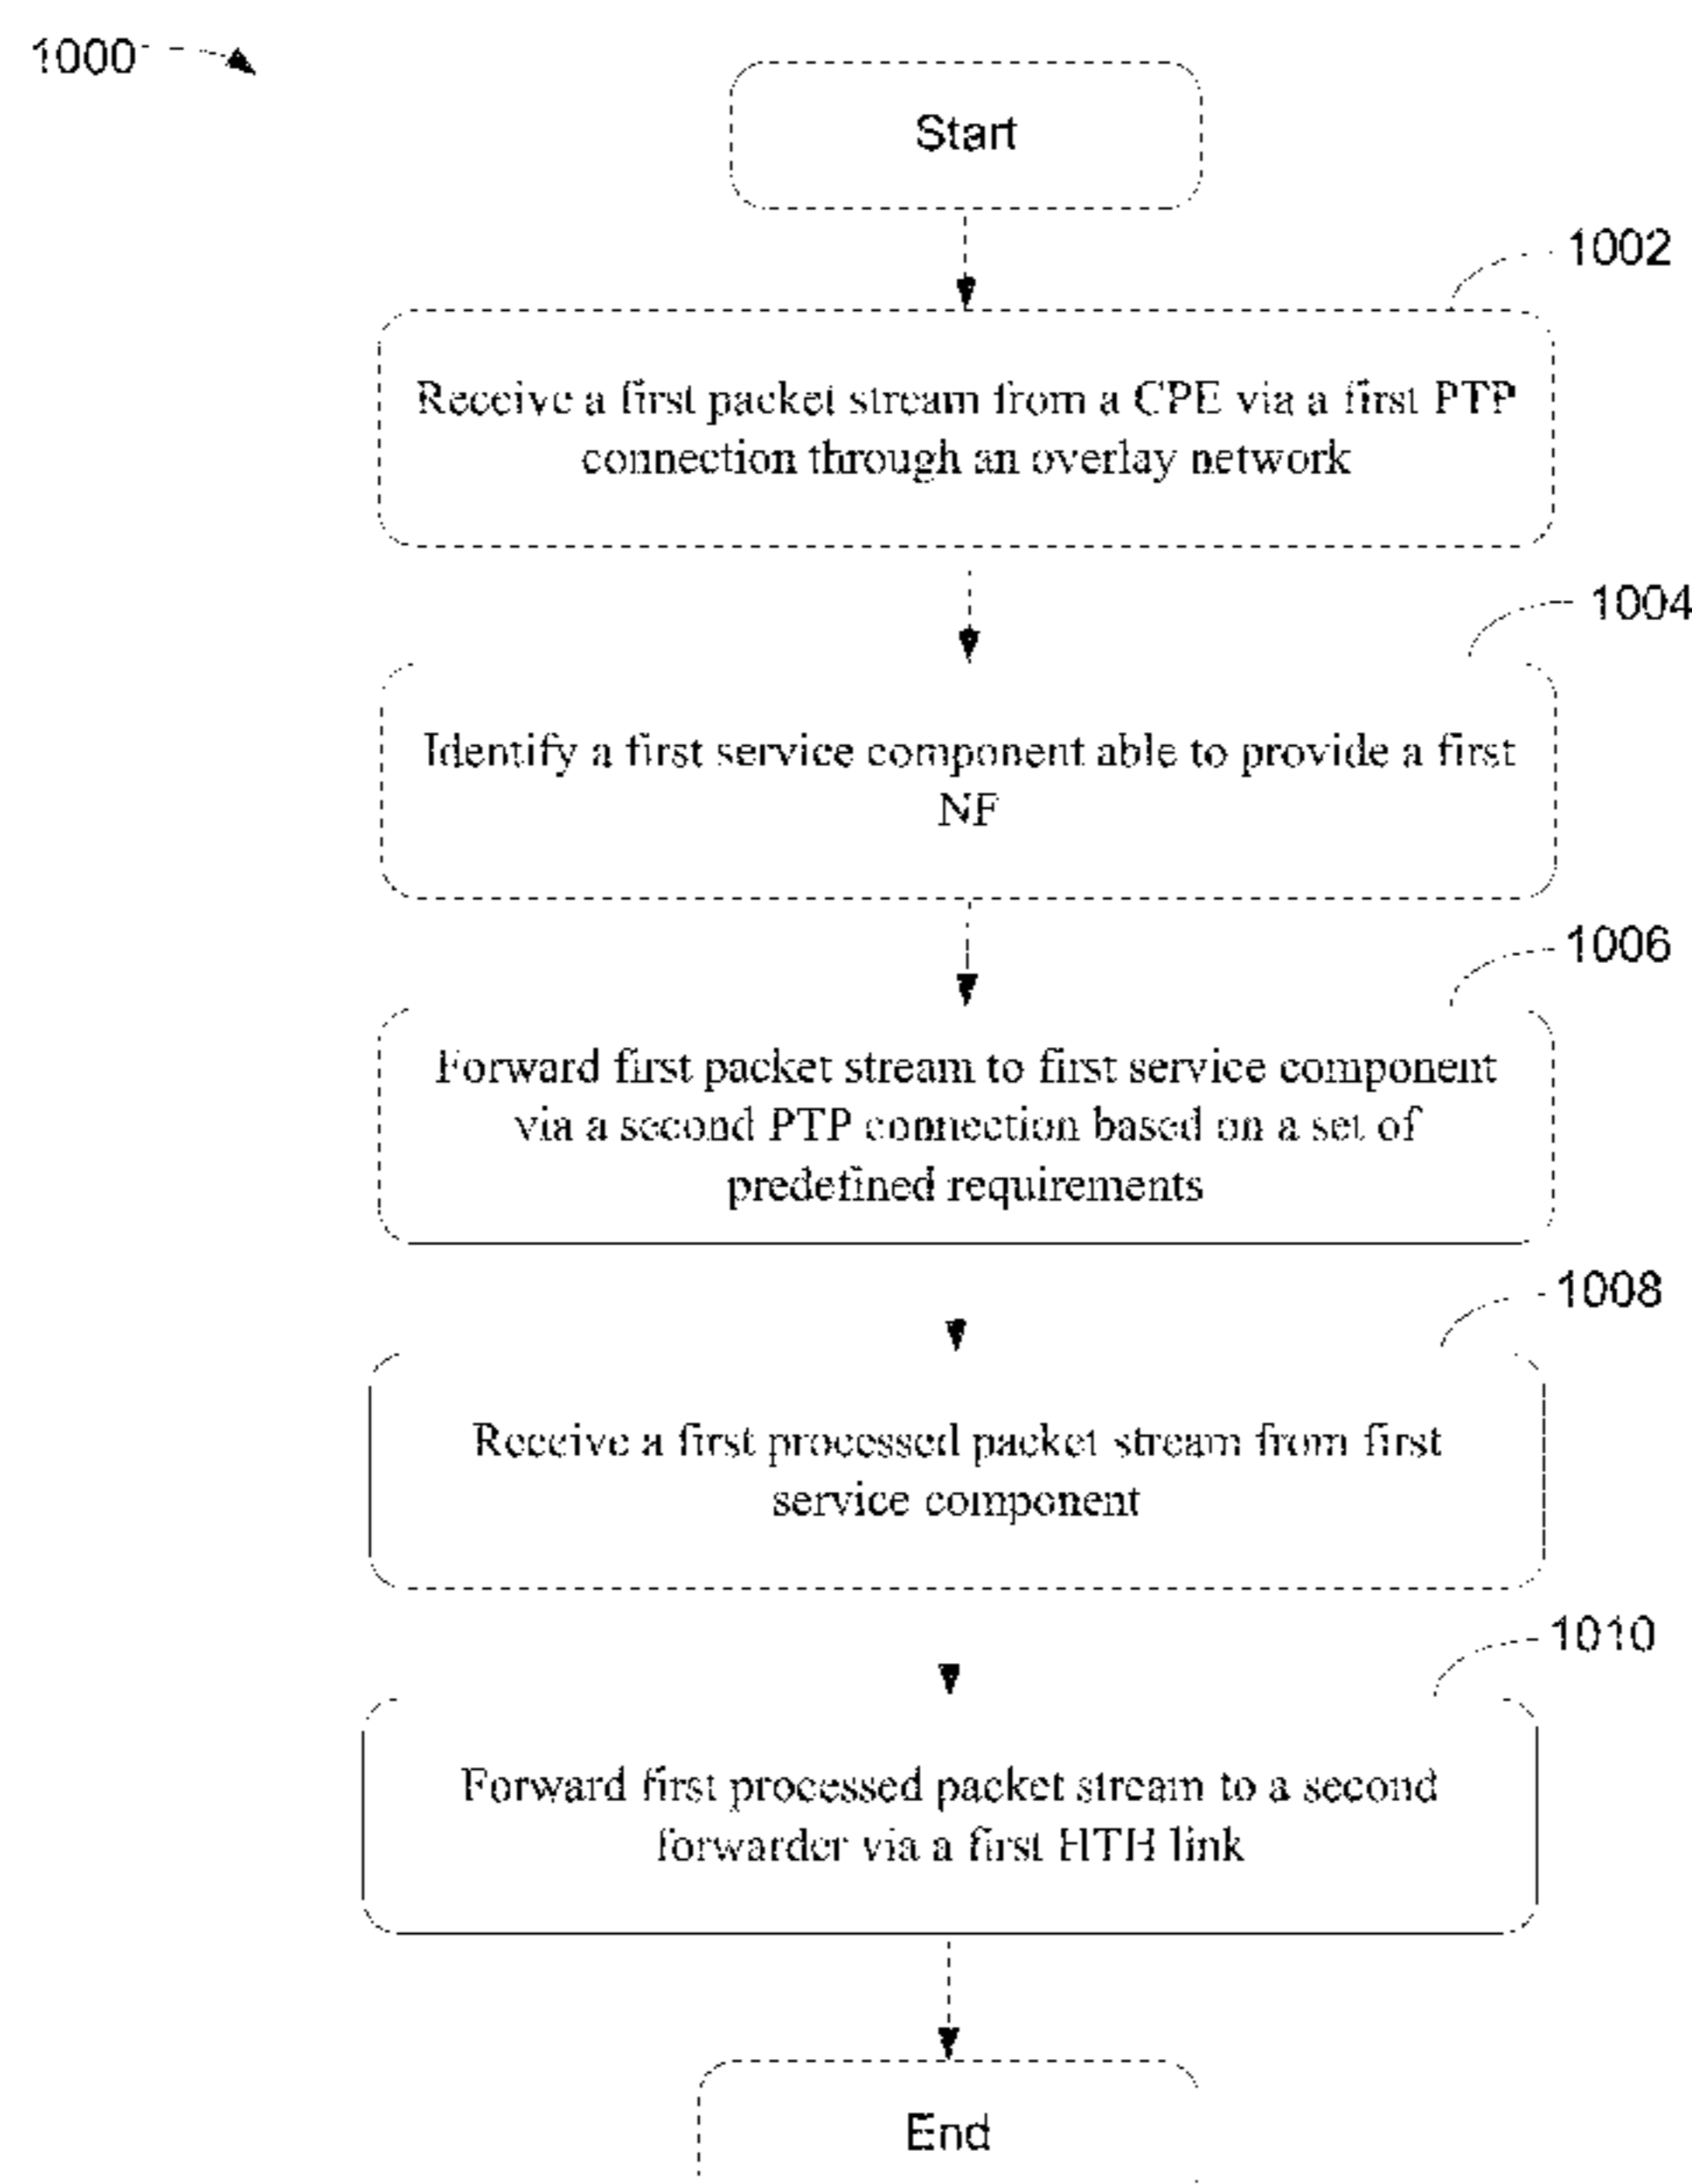 1000
Start
1002
Receive a first packet stream from a CPE via a first PTP
connection through an overlay network
1004
Identify a first service component able to provide a first
NF
1006
Forward first packet stream to first service component
via a second PTP connection based on a set of
predefined requirements
1008
Receive a first processed packet stream from first
service component
1010
Forward first processed packet stream to a second
forwarder via a first HTH link
End